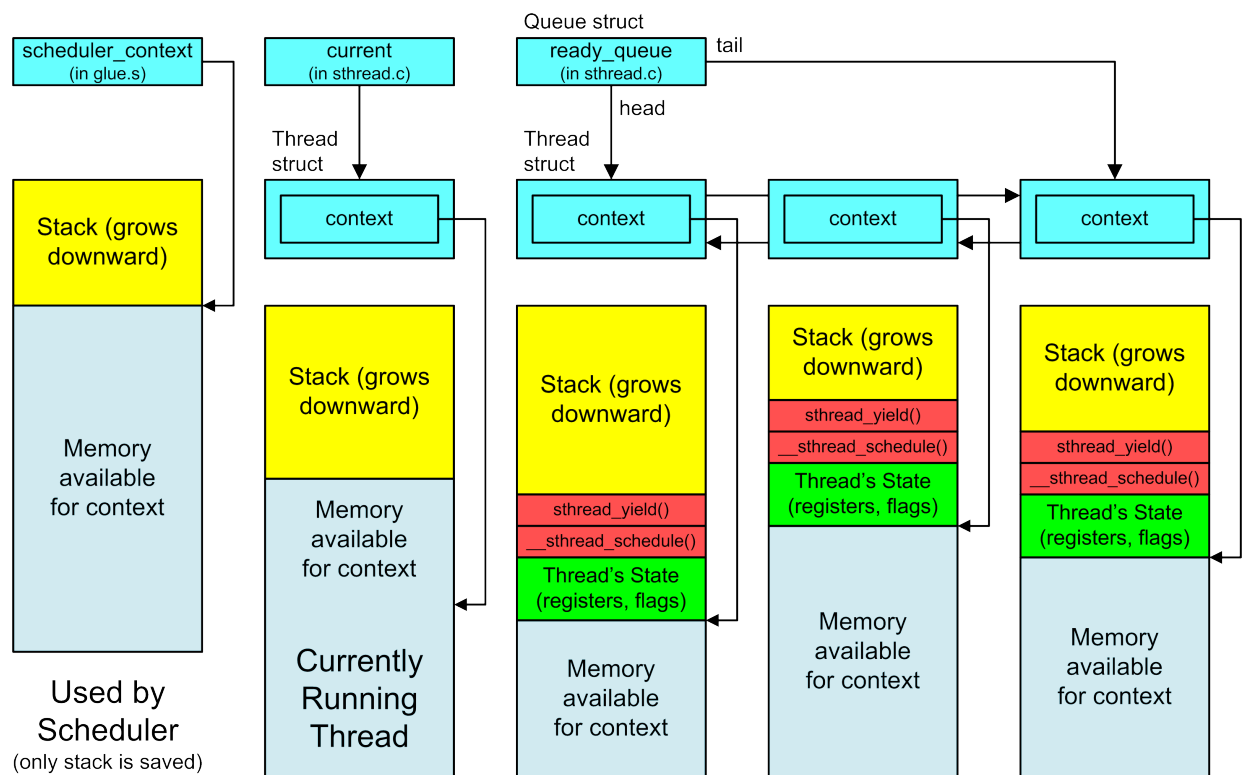 Queue struct
scheduler_context
(in glue.s)
current
(in sthread.c)
ready_queue
(in sthread.c)
tail
head
Thread
struct
Thread
struct
context
context
context
context
Stack (grows
downward)
Memory
available
for context
Used by
Scheduler
(only stack is saved)
Stack (grows
downward)
Memory
available
for context
Currently
Running
Thread
Stack (grows
downward)
sthread_yield()
__sthread_schedule()
Thread's State
(registers, flags)
Memory
available
for context
Stack (grows
downward)
sthread_yield()
__sthread_schedule()
Thread's State
(registers, flags)
Memory
available
for context
Stack (grows
downward)
sthread_yield()
__sthread_schedule()
Thread's State
(registers, flags)
Memory
available
for context